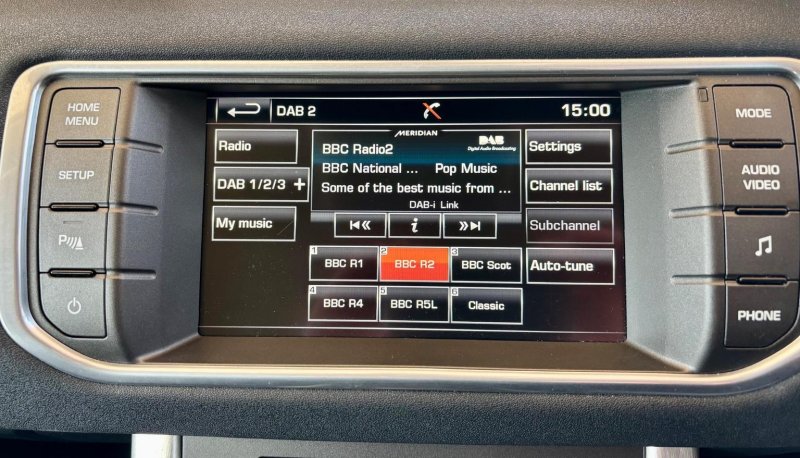 HOME
MENU
SETUP
P
DAB 2
15:00
Radio
DAB 1/2/3 +
My music
MERIDIAN
BBC Radio2
DAB
Digital Audio Broadcasting
BBC National ... Pop Music
Some of the best music from ...
DAB-i Link
i
Settings
Channel list
Subchannel
Auto-tune
1 BBC R1
2 BBC R2
3 BBC Scot
4 BBC R4
5 BBC R5L
6 Classic
MODE
AUDIO
VIDEO
PHONE